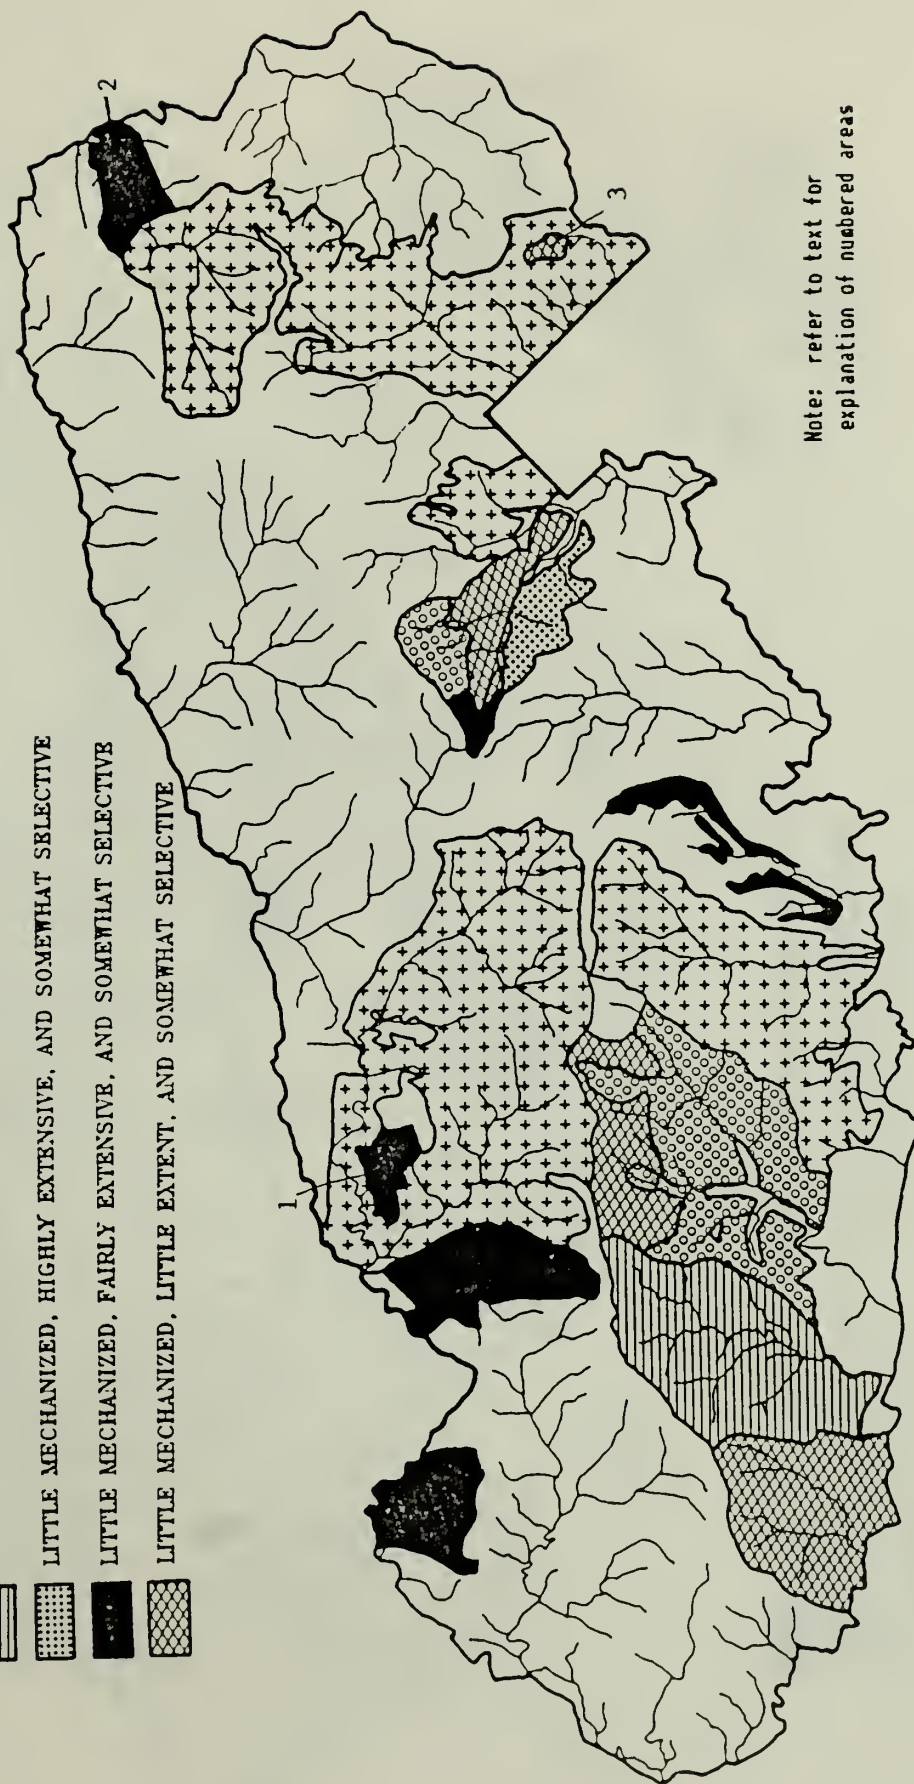 LITTLE MECHANIZED, HIGHLY EXTENSIVE, AND SOMEWHAT SELECTIVE
LITTLE MECHANIZED, FAIRLY EXTENSIVE, AND SOMEWHAT SELECTIVE
LITTLE MECHANIZED, LITTLE EXTENT, AND SOMEWHAT SELECTIVE
1
2
3
Note: refer to text for
explanation of numbered areas